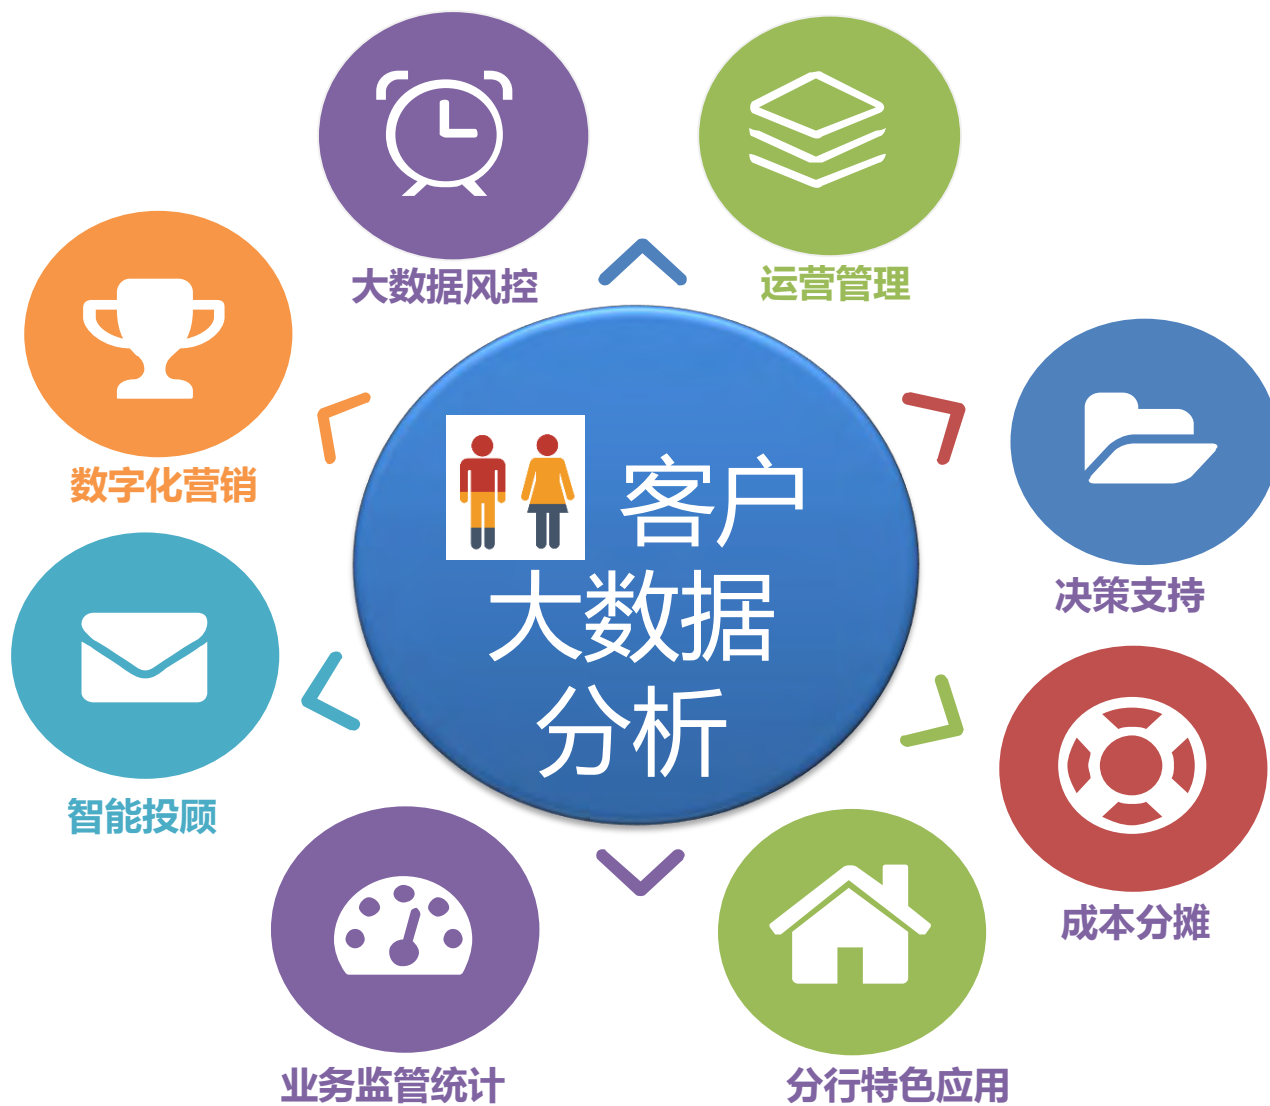 大数据风控
运营管理
数字化营销
客户
大数据
分析
决策支持
智能投顾
成本分摊
业务监管统计
分行特色应用